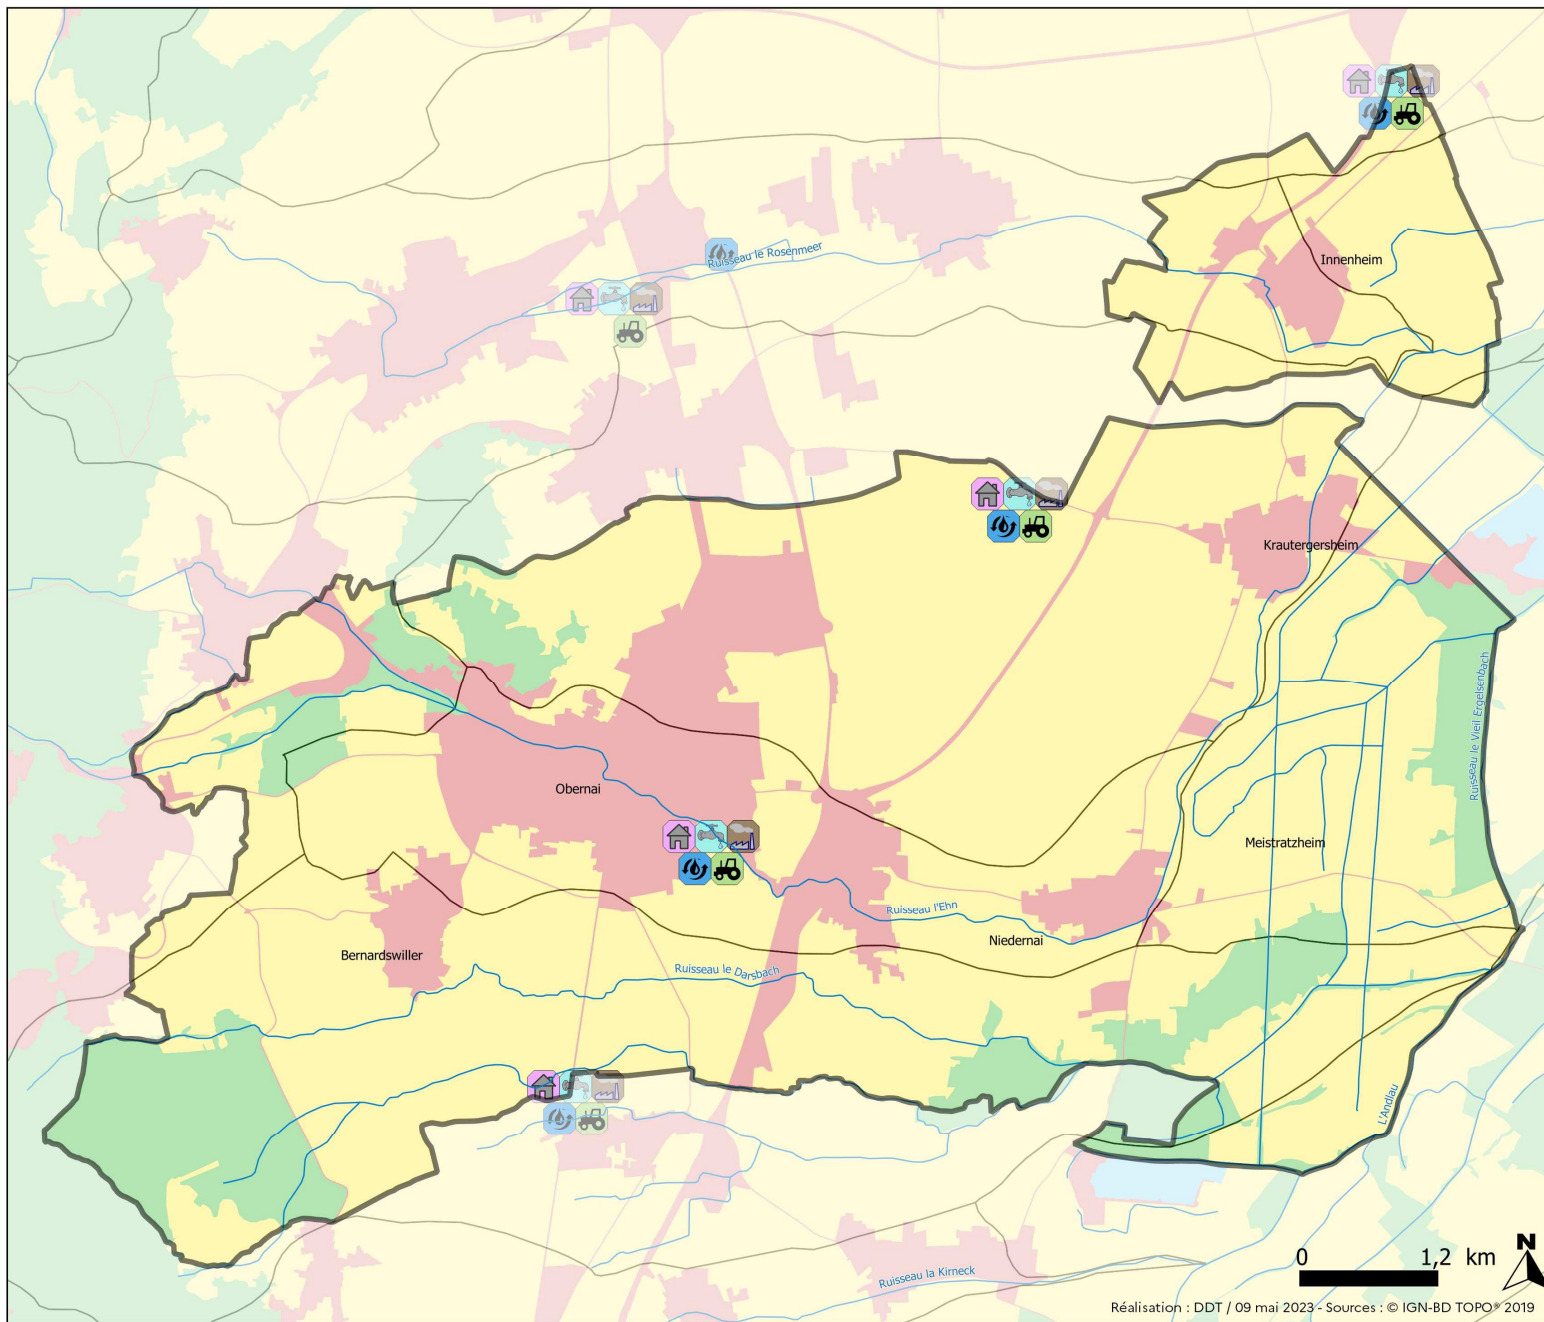 Ruisseau le Rosenmeer
Innenheim
Krautergersheim
Ruisseau le Vieil Ergelsenbach
Obernai
Meistratzheim
Ruisseau l'Ehn
Niedernai
Bernardswiller
Ruisseau le Darsbach
L'Andlau
Ruisseau la Kirneck
0 1,2 km
N
Réalisation : DDT / 09 mai 2023 - Sources : © IGN-BD TOPO® 2019